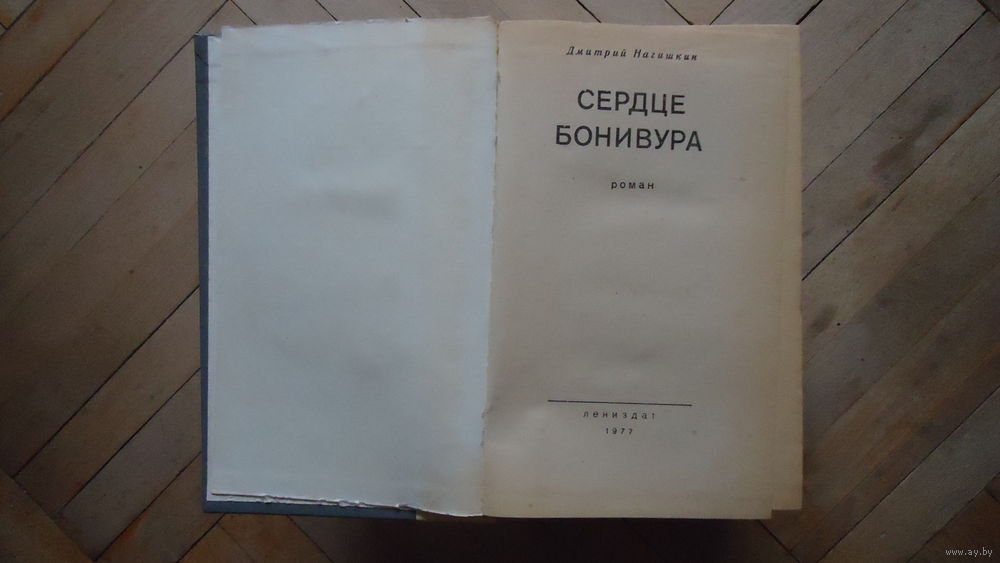 Дмитрий Нагишкин
СЕРДЦЕ
БОНИВУРА
роман
лениздат
1977
www.ay.by